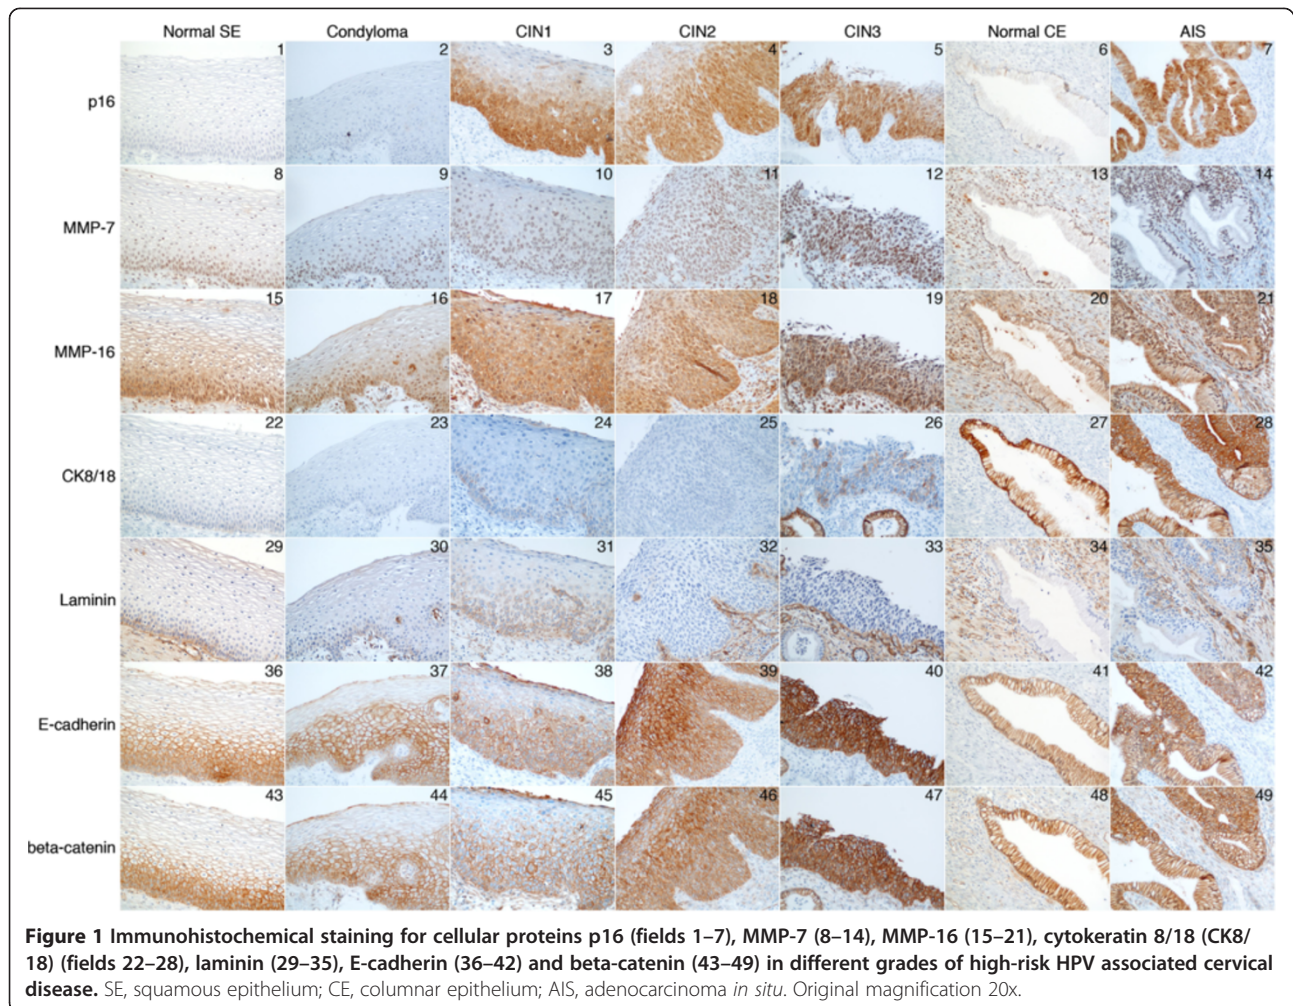 Normal SE Condyloma CIN1 CIN2 CIN3 Normal CE AIS
p16 1 2 3 4 5 6 7
MMP-7 8 9 10 11 12 13 14
MMP-16 15 16 17 18 19 20 21
CK8/18 22 23 24 25 26 27 28
Laminin 29 30 31 32 33 34 35
E-cadherin 36 37 38 39 40 41 42
beta-catenin 43 44 45 46 47 48 49
Figure 1 Immunohistochemical staining for cellular proteins p16 (fields 1–7), MMP-7 (8–14), MMP-16 (15–21), cytokeratin 8/18 (CK8/
18) (fields 22–28), laminin (29–35), E-cadherin (36–42) and beta-catenin (43–49) in different grades of high-risk HPV associated cervical
disease. SE, squamous epithelium; CE, columnar epithelium; AIS, adenocarcinoma in situ. Original magnification 20x.